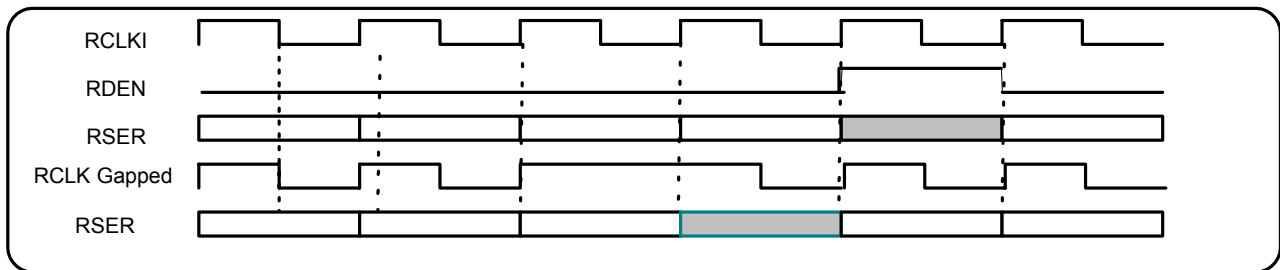 RCLKI
RDEN
RSER
RCLK Gapped
RSER